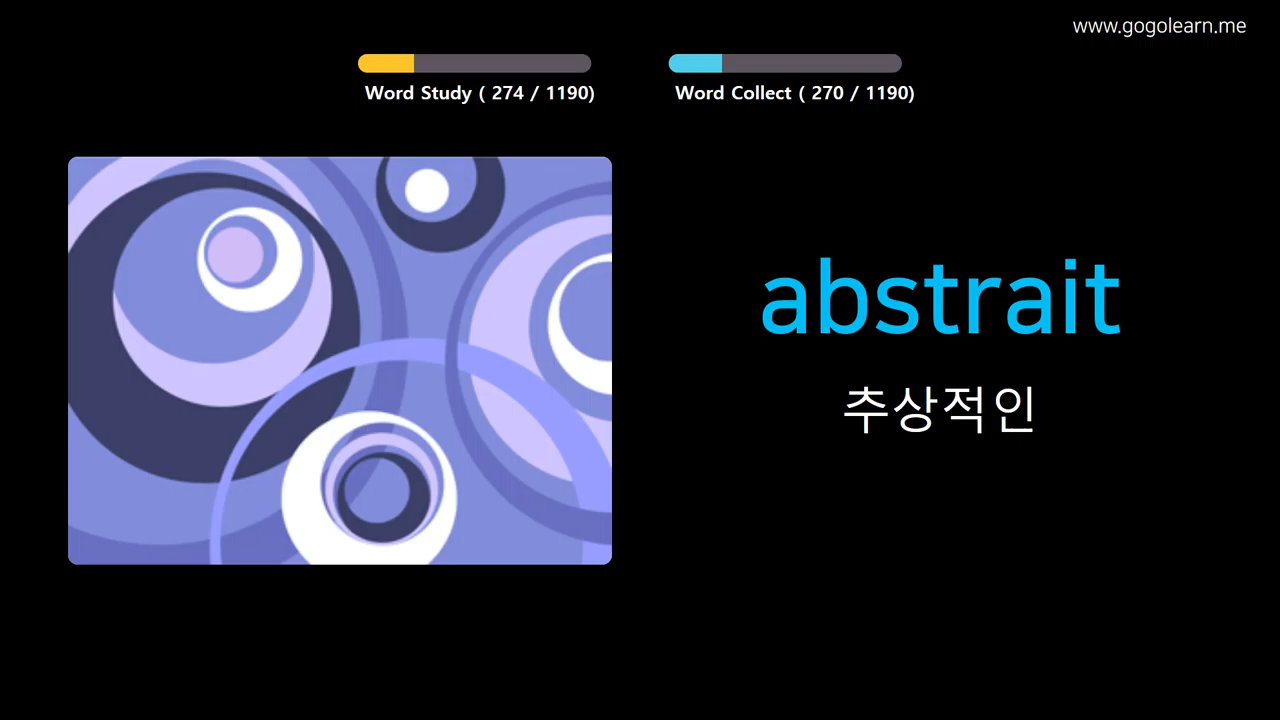 www.gogolearn.me
Word Study ( 274 / 1190)
Word Collect ( 270 / 1190)
abstrait
추상적인